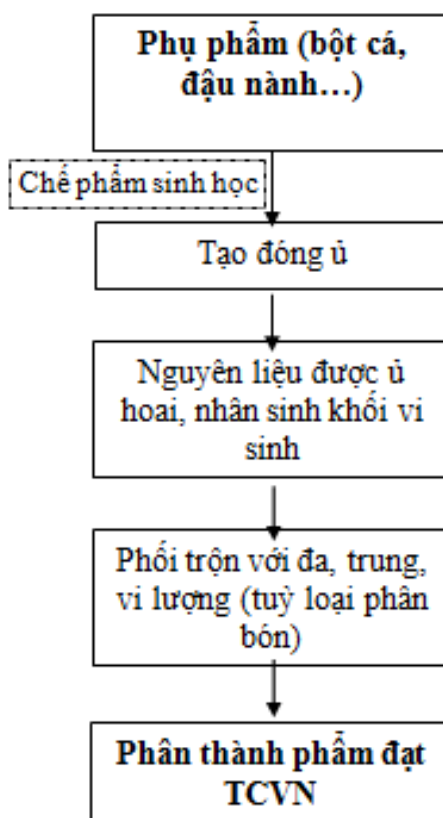 Phụ phẩm (bột cá,
đậu nành…)
Chế phẩm sinh học
Tạo đóng ủ
Nguyên liệu được ủ
hoai, nhân sinh khối vi
sinh
Phối trộn với đa, trung,
vi lượng (tuỳ loại phân
bón)
Phân thành phẩm đạt
TCVN